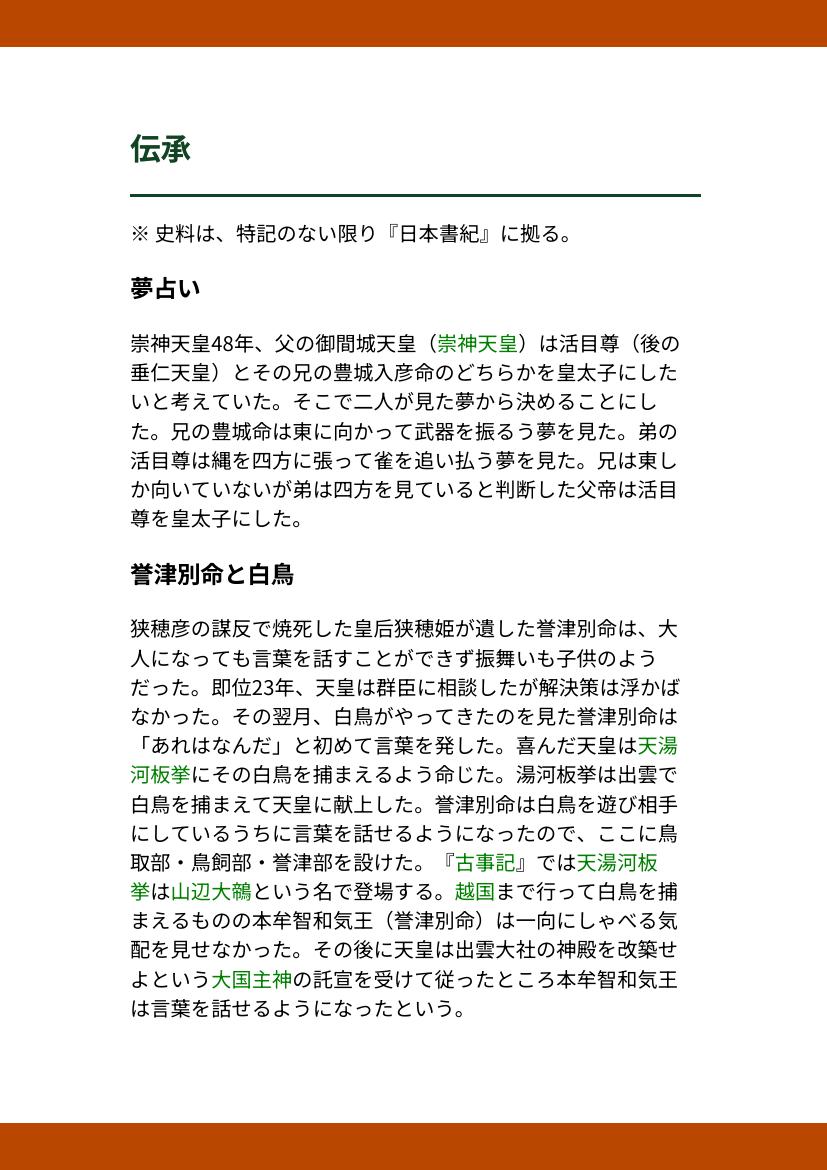 伝承
※ 史料は、特記のない限り『日本書紀』に拠る。
夢占い
崇神天皇48年、父の御間城天皇（崇神天皇）は活目尊（後の
垂仁天皇）とその兄の豊城入彦命のどちらかを皇太子にした
いと考えていた。そこで二人が見た夢から決めることにし
た。兄の豊城命は東に向かって武器を振るう夢を見た。弟の
活目尊は縄を四方に張って雀を追い払う夢を見た。兄は東し
か向いていないが弟は四方を見ていると判断した父帝は活目
尊を皇太子にした。
誉津別命と白鳥
狭穂彦の謀反で焼死した皇后狭穂姫が遺した誉津別命は、大
人になっても言葉を話すことができず振舞いも子供のよう
だった。即位23年、天皇は群臣に相談したが解決策は浮かば
なかった。その翌月、白鳥がやってきたのを見た誉津別命は
「あれはなんだ」と初めて言葉を発した。喜んだ天皇は天湯
河板挙にその白鳥を捕まえるよう命じた。湯河板挙は出雲で
白鳥を捕まえて天皇に献上した。誉津別命は白鳥を遊び相手
にしているうちに言葉を話せるようになったので、ここに鳥
取部・鳥飼部・誉津部を設けた。『古事記』では天湯河板
挙は山辺大鶙という名で登場する。越国まで行って白鳥を捕
まえるものの本牟智和気王（誉津別命）は一向にしゃべる気
配を見せなかった。その後に天皇は出雲大社の神殿を改築せ
よという大国主神の託宣を受けて従ったところ本牟智和気王
は言葉を話せるようになったという。